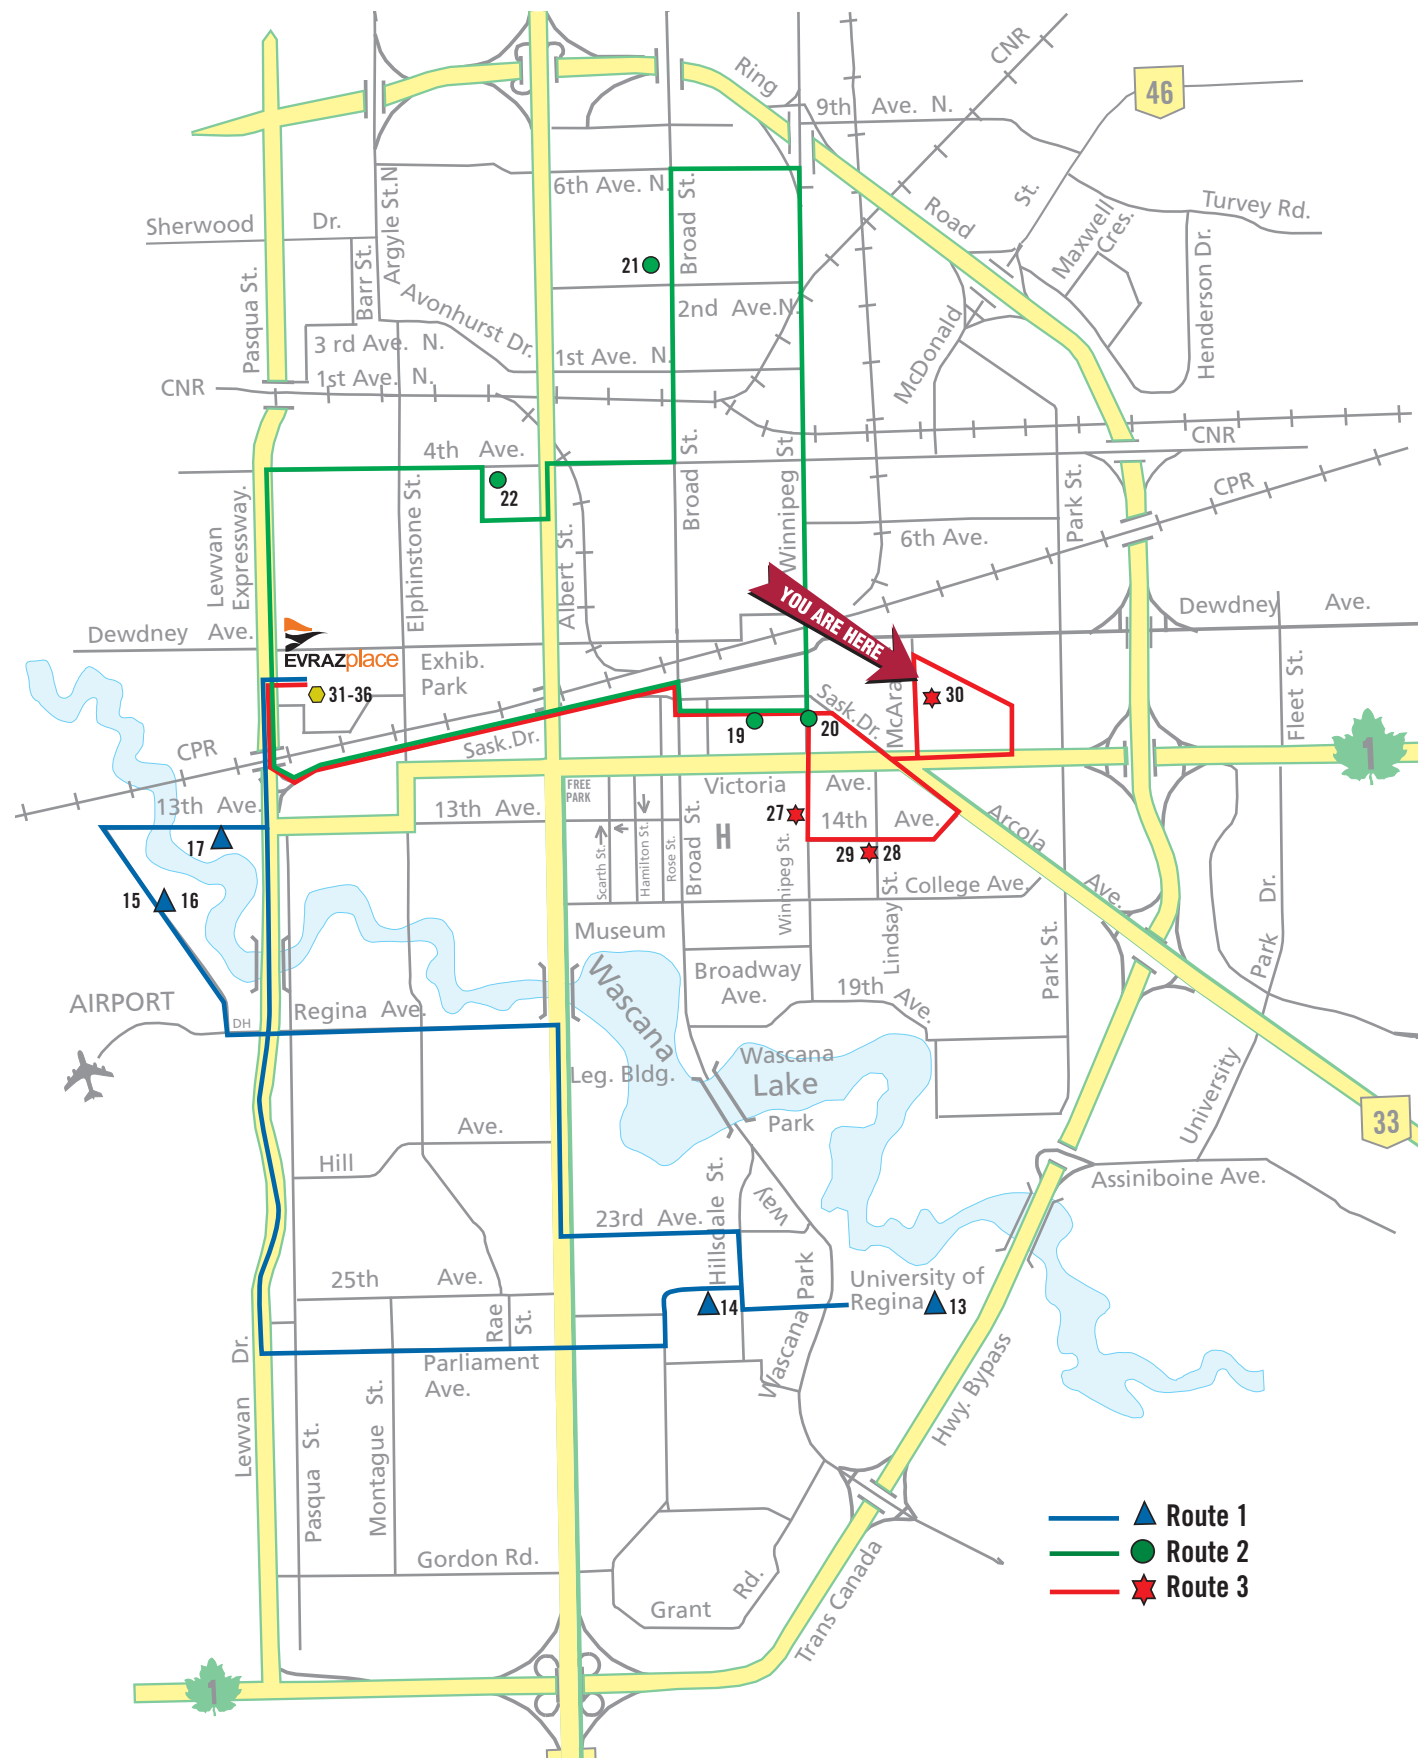 CNR
Ring
46
9th Ave. N.
6th Ave. N.
St.
Turvey Rd.
Maxwell
Cres.
Road
Sherwood Dr.
Argyle St.N
Broad St.
Barr St.
Pasqua St.
21
Henderson Dr.
Avonhurst Dr.
2nd Ave.N.
McDonald
3 rd Ave. N.
1st Ave. N.
1st Ave. N.
CNR
CNR
4th Ave.
CPR
22
Broad St.
Winnipeg St.
Park St.
Elphinstone St.
Lewvan
Expressway.
Albert St.
6th Ave.
YOU ARE HERE
Dewdney Ave.
Dewdney Ave.
EVRAZplace
Exhib.
Park
31-36
Fleet St.
McAra
30
Sask.Dr.
Sask.Dr.
19
20
CPR
1
FREE
PARK
Victoria Ave.
13th Ave.
13th Ave.
27
14th Ave.
Arcola
Ave.
H
17
Scarth St.
Hamilton St.
Rose St.
Broad St.
Winnipeg St.
29
28
College Ave.
15
16
Lindsay St.
Park St.
Park Dr.
Museum
Wascana
Broadway
Ave.
19th Ave.
AIRPORT
DH
Regina Ave.
Leg. Bldg.
Wascana
Lake
Park
University
33
Ave.
Hill
Hillsdale St.
way
Assiniboine Ave.
23rd Ave.
25th Ave.
Wascana Park
University of
Regina
13
14
Rae
St.
Lewvan Dr.
Parliament
Ave.
Hwy. Bypass
Pasqua St.
Montague St.
Route 1
Route 2
Route 3
Gordon Rd.
Grant Rd.
Trans Canada
1